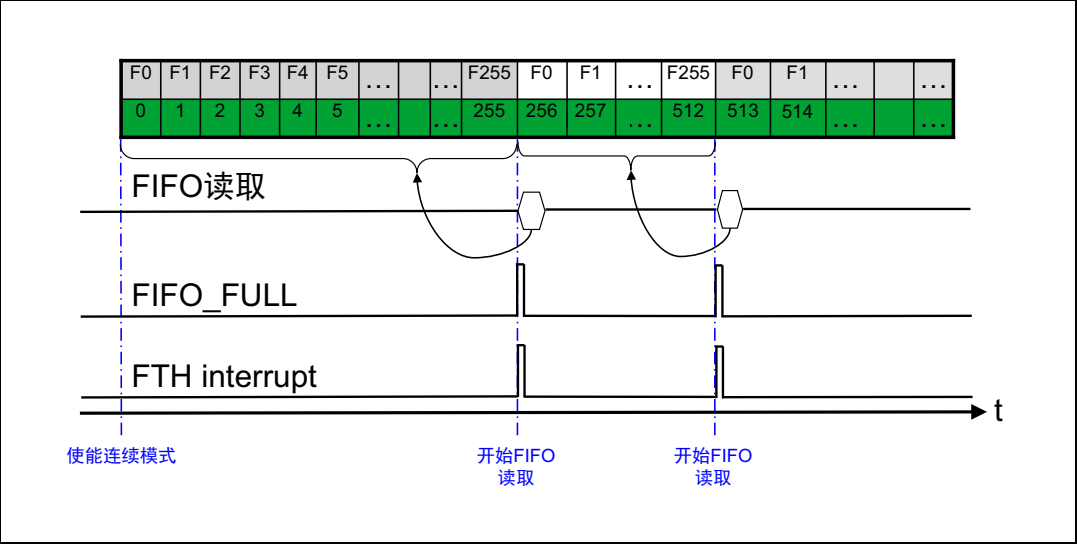 F0 F1 F2 F3 F4 F5 ... ... F255 F0 F1 ... F255 F0 F1 ... ...
0 1 2 3 4 5 ... ... 255 256 257 ... 512 513 514 ... ...
FIFO读取
FIFO_FULL
FTH interrupt
t
使能连续模式
开始FIFO
读取
开始FIFO
读取